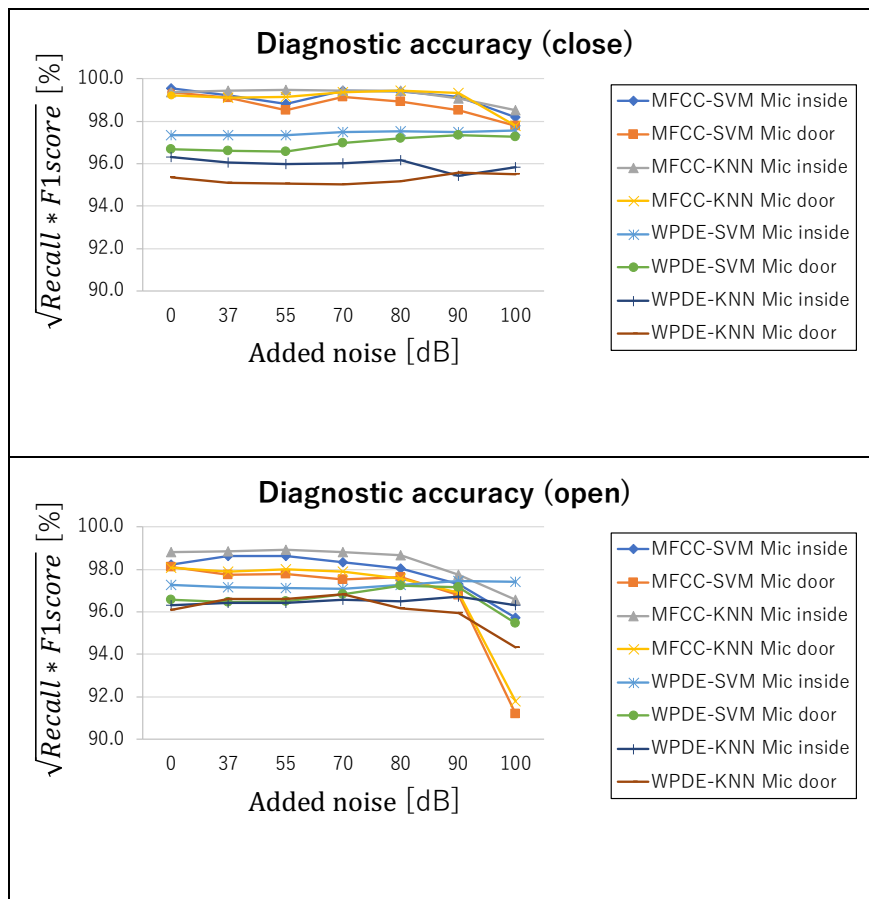 Diagnostic accuracy (close)
√Recall * F1score [%]
100.0
98.0
96.0
94.0
92.0
90.0
0 37 55 70 80 90 100
Added noise [dB]
MFCC-SVM Mic inside
MFCC-SVM Mic door
MFCC-KNN Mic inside
MFCC-KNN Mic door
WPDE-SVM Mic inside
WPDE-SVM Mic door
WPDE-KNN Mic inside
WPDE-KNN Mic door
Diagnostic accuracy (open)
√Recall * F1score [%]
100.0
98.0
96.0
94.0
92.0
90.0
0 37 55 70 80 90 100
Added noise [dB]
MFCC-SVM Mic inside
MFCC-SVM Mic door
MFCC-KNN Mic inside
MFCC-KNN Mic door
WPDE-SVM Mic inside
WPDE-SVM Mic door
WPDE-KNN Mic inside
WPDE-KNN Mic door